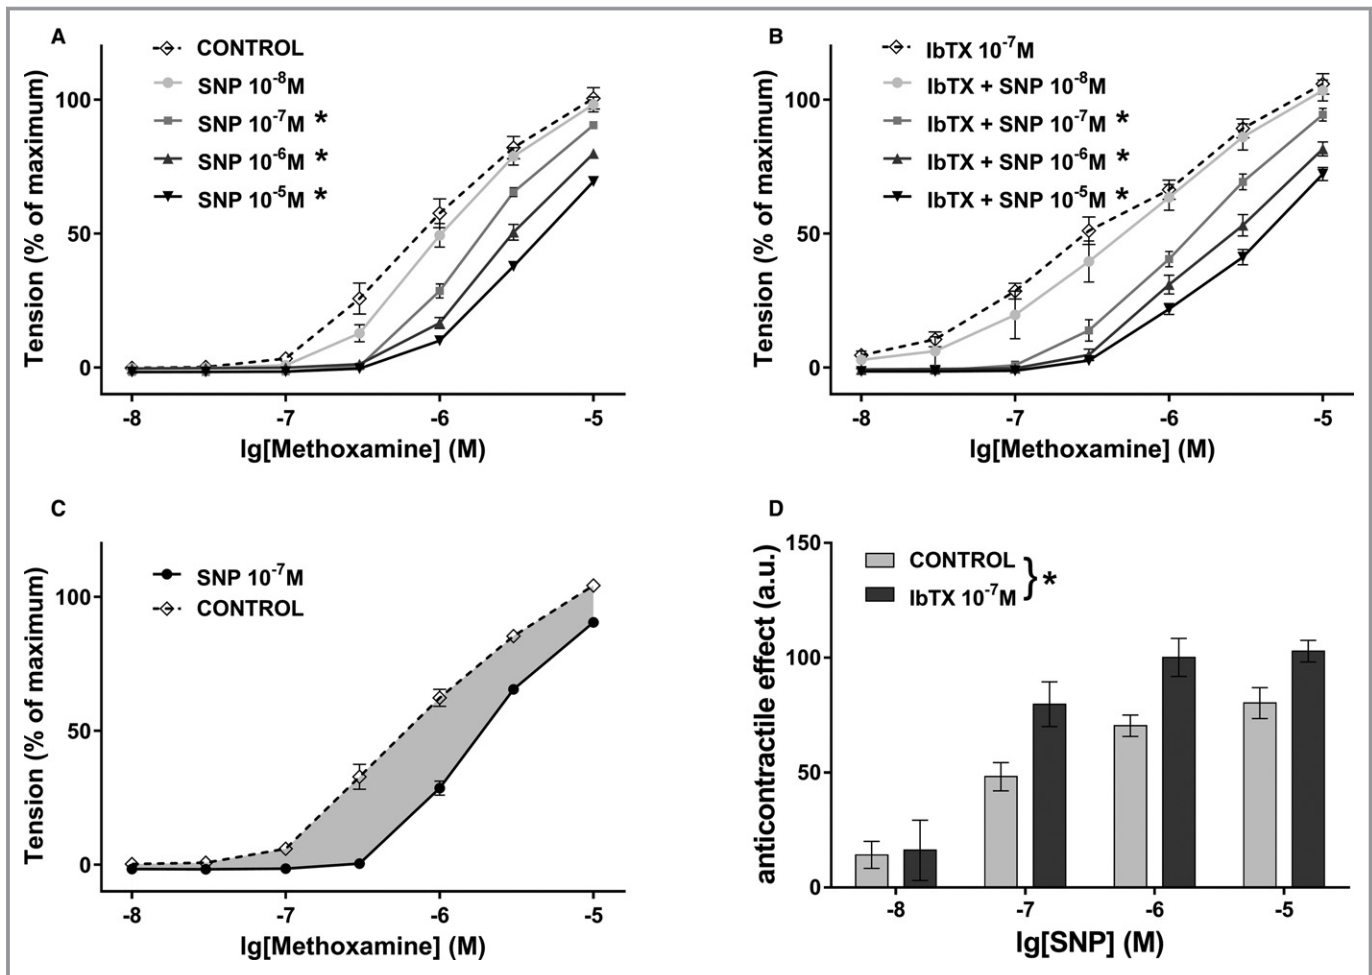 A
CONTROL
SNP 10⁻⁸M
SNP 10⁻⁷M *
SNP 10⁻⁶M *
SNP 10⁻⁵M *
Tension (% of maximum)
100
50
0
-8 -7 -6 -5
lg[Methoxamine] (M)
B
IbTX 10⁻⁷M
IbTX + SNP 10⁻⁸M
IbTX + SNP 10⁻⁷M *
IbTX + SNP 10⁻⁶M *
IbTX + SNP 10⁻⁵M *
Tension (% of maximum)
100
50
0
-8 -7 -6 -5
lg[Methoxamine] (M)
C
SNP 10⁻⁷M
CONTROL
Tension (% of maximum)
100
50
0
-8 -7 -6 -5
lg[Methoxamine] (M)
D
CONTROL
IbTX 10⁻⁷M
} *
anticontractile effect (a.u.)
150
100
50
0
-8 -7 -6 -5
lg[SNP] (M)